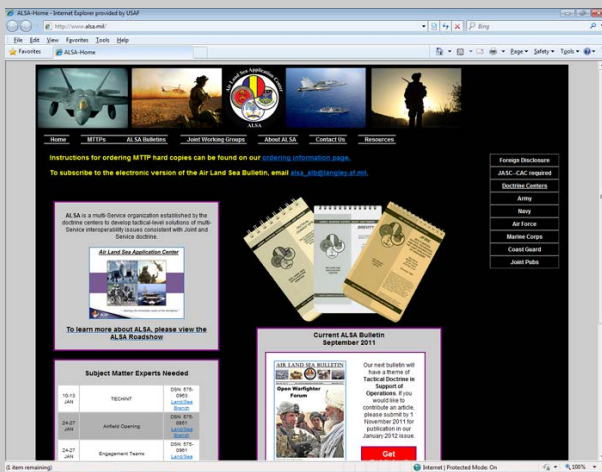 ALSA-Home - Internet Explorer provided by USAF
http://www.alsa.mil/
Bing
File Edit View Favorites Tools Help
Favorites ALSA-Home
Page Safety Tools
Air Land Sea Application Center
ALSA
Home MTTPs ALSA Bulletins Joint Working Groups About ALSA Contact Us Resources
Instructions for ordering MTTP hard copies can be found on our ordering information page.
To subscribe to the electronic version of the Air Land Sea Bulletin, email alsa_alb@langley.af.mil.
Foreign Disclosure
JASC--CAC required
Doctrine Centers
Army
Navy
Air Force
Marine Corps
Coast Guard
Joint Pubs
ALSA is a multi-Service organization established by the
doctrine centers to develop tactical-level solutions of multi-
Service interoperability issues consistent with Joint and
Service doctrine.
Air Land Sea Application Center
To learn more about ALSA, please view the
ALSA Roadshow
Subject Matter Experts Needed
10-13
JAN
TECHINT
DSN: 575-
0963
Land/Sea
Branch
24-27
JAN
Airfield Opening
DSN: 575-
Land/Sea
Branch
24-27
JAN
Engagement Teams
DSN: 575-
0961
Land/Sea
Current ALSA Bulletin
September 2011
AIR LAND SEA BULLETIN
Open Warfighter
Forum
Our next bulletin will
have a theme of
Tactical Doctrine in
Support of
Operations. If you
would like to
contribute an article,
please submit by 1
November 2011 for
publication in our
January 2012 issue.
Get
(1 item remaining) Internet | Protected Mode: On 100%